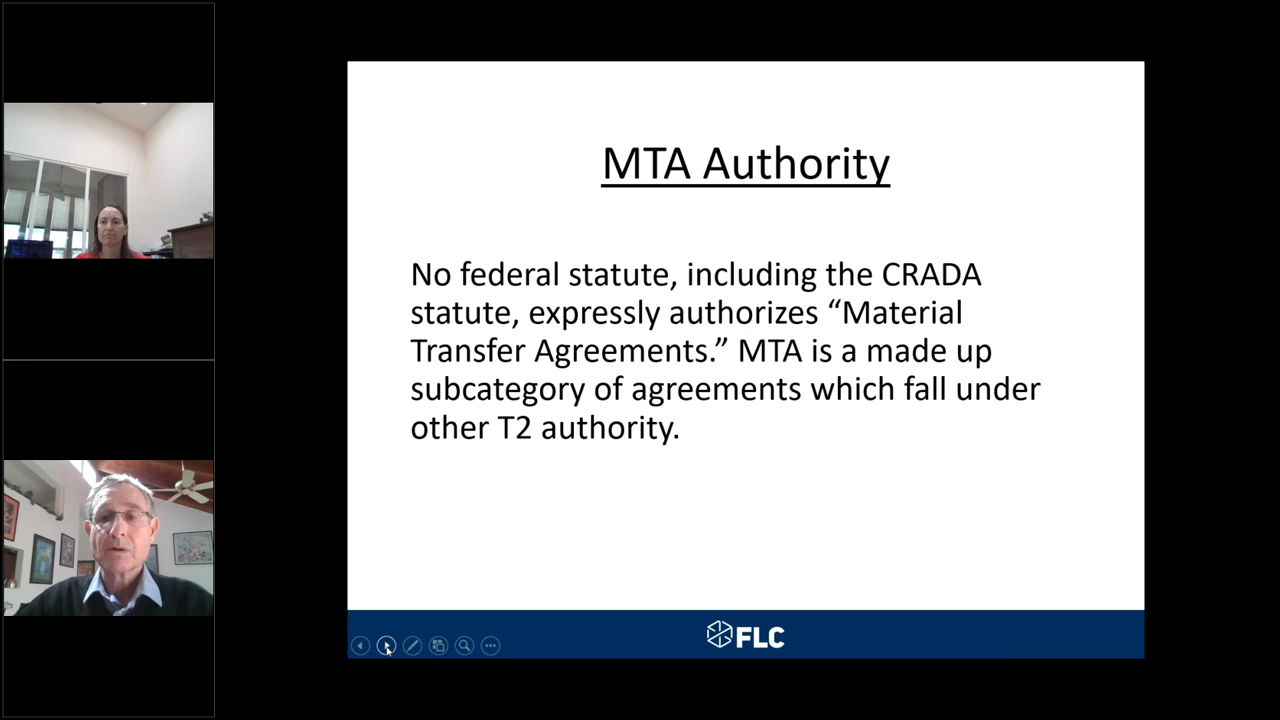 MTA Authority
No federal statute, including the CRADA
statute, expressly authorizes “Material
Transfer Agreements.” MTA is a made up
subcategory of agreements which fall under
other T2 authority.
FLC